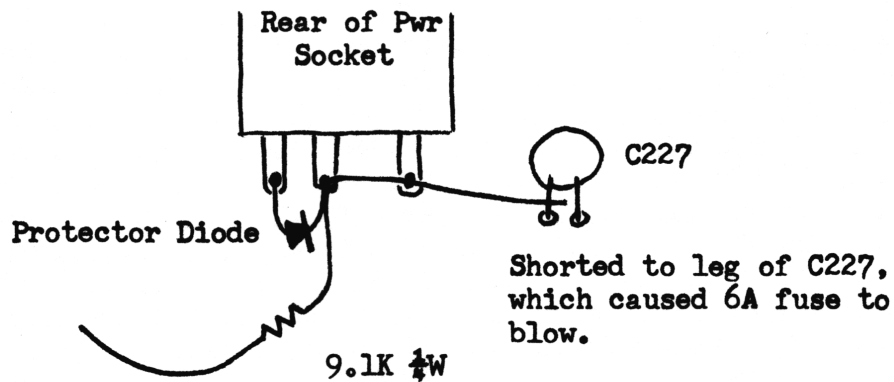 Rear of Pwr
Socket
C227
Protector Diode
Shorted to leg of C227,
which caused 6A fuse to
blow.
9.1K ¼W